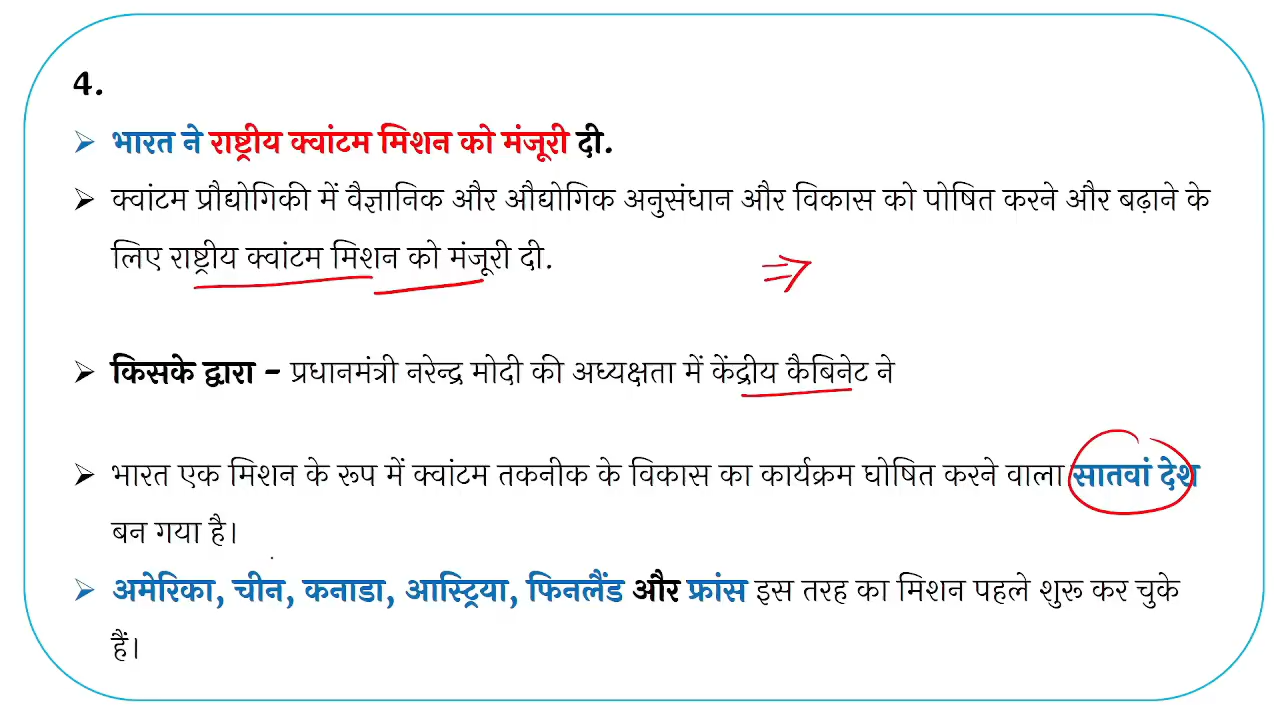 4.
➢ भारत ने राष्ट्रीय क्वांटम मिशन को मंजूरी दी.
➢ क्वांटम प्रौद्योगिकी में वैज्ञानिक और औद्योगिक अनुसंधान और विकास को पोषित करने और बढ़ाने के
लिए राष्ट्रीय क्वांटम मिशन को मंजूरी दी.
➢ किसके द्वारा – प्रधानमंत्री नरेन्द्र मोदी की अध्यक्षता में केंद्रीय कैबिनेट ने
➢ भारत एक मिशन के रूप में क्वांटम तकनीक के विकास का कार्यक्रम घोषित करने वाला सातवां देश
बन गया है।
➢ अमेरिका, चीन, कनाडा, आस्ट्रिया, फिनलैंड और फ्रांस इस तरह का मिशन पहले शुरू कर चुके
हैं।